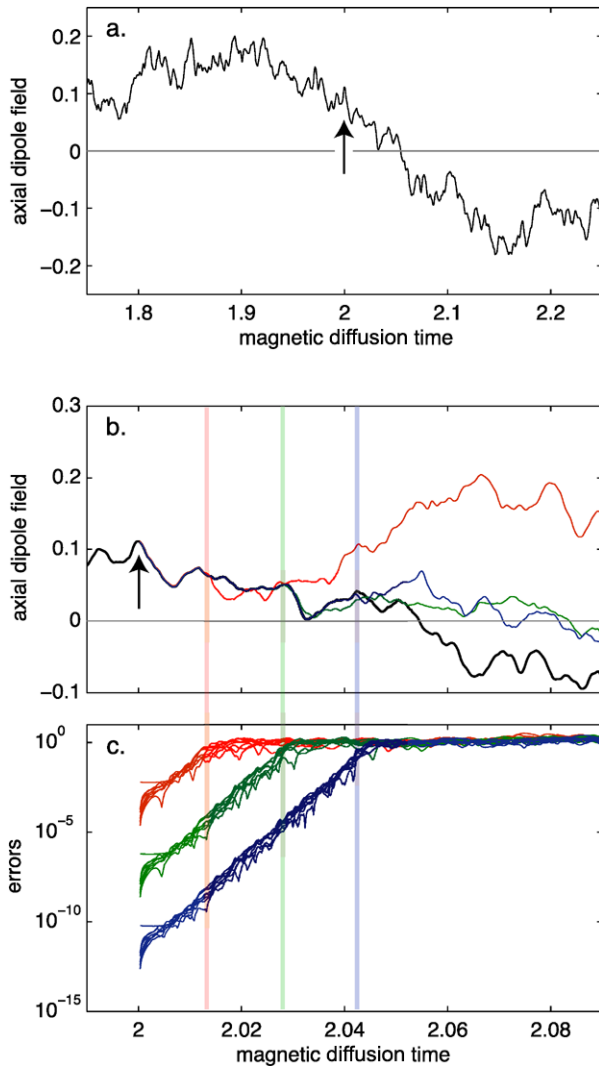 a.
0.2
0.1
0
−0.1
−0.2
axial dipole field
1.8 1.9 2 2.1 2.2
magnetic diffusion time
b.
0.3
0.2
0.1
0
−0.1
axial dipole field
c.
10^0
10^−5
10^−10
10^−15
errors
2 2.02 2.04 2.06 2.08
magnetic diffusion time